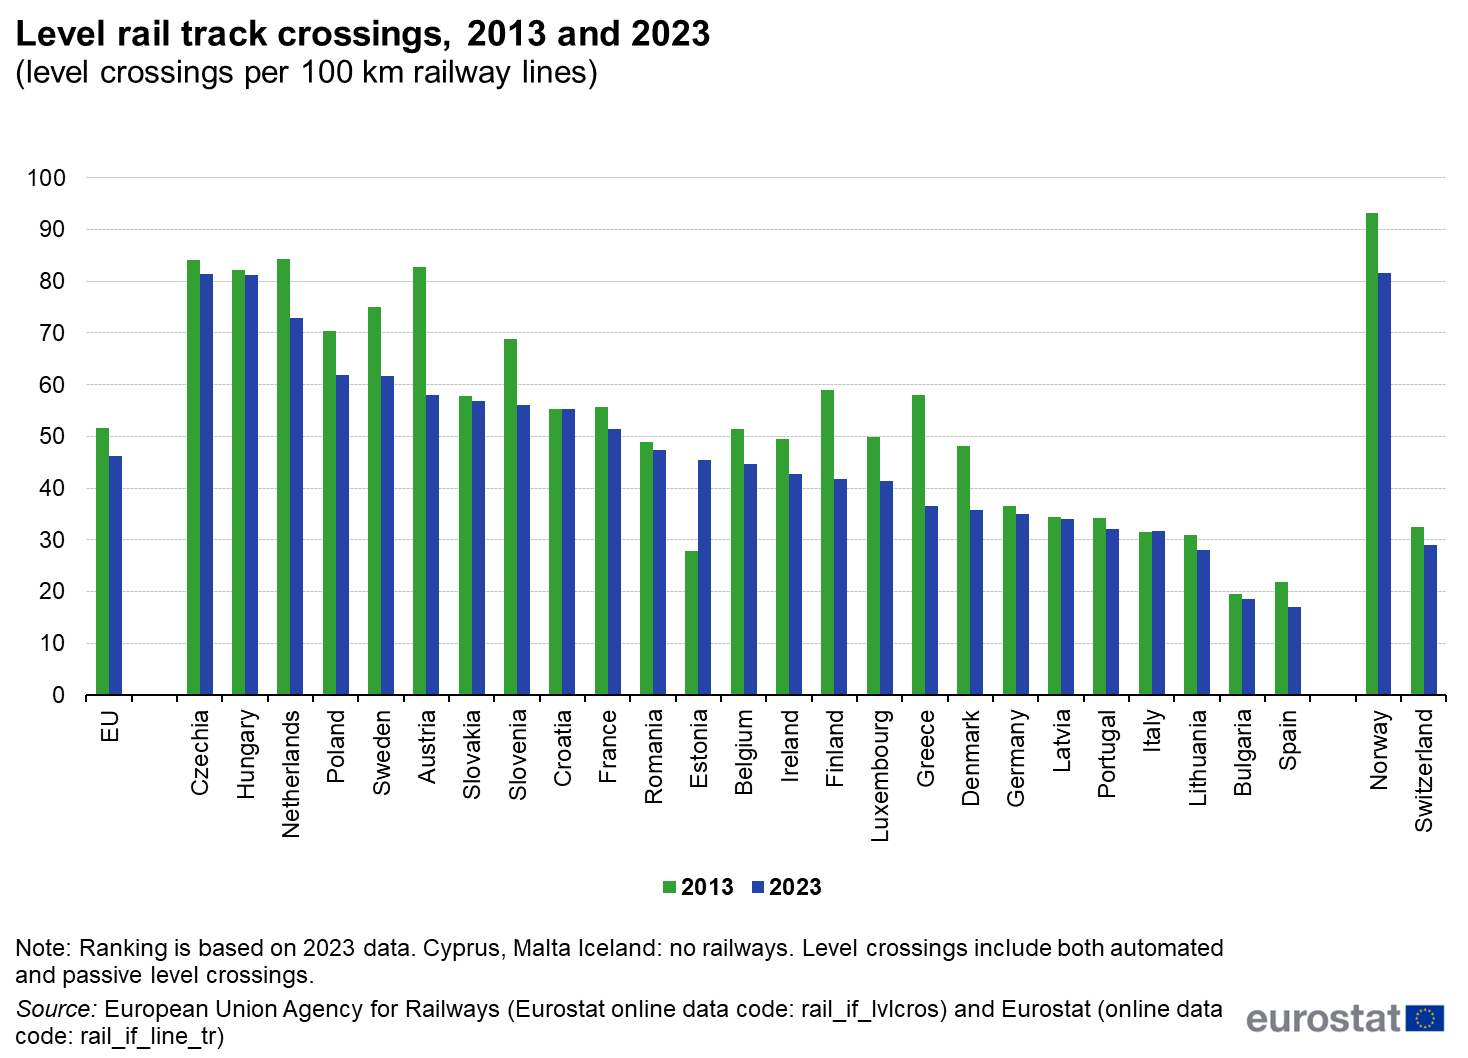 Level rail track crossings, 2013 and 2023
(level crossings per 100 km railway lines)
100
90
80
70
60
50
40
30
20
10
0
EU
Czechia
Hungary
Netherlands
Poland
Sweden
Austria
Slovakia
Slovenia
Croatia
France
Romania
Estonia
Belgium
Ireland
Finland
Luxembourg
Greece
Denmark
Germany
Latvia
Portugal
Italy
Lithuania
Bulgaria
Spain
Norway
Switzerland
2013 2023
Note: Ranking is based on 2023 data. Cyprus, Malta Iceland: no railways. Level crossings include both automated
and passive level crossings.
Source: European Union Agency for Railways (Eurostat online data code: rail_if_lvlcros) and Eurostat (online data
code: rail_if_line_tr)
eurostat